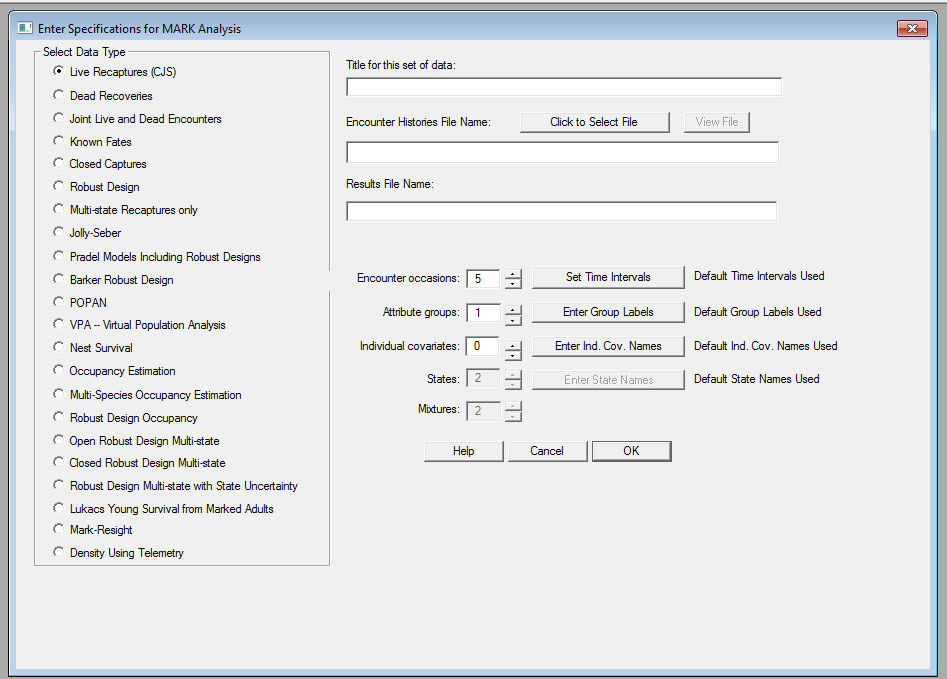 Enter Specifications for MARK Analysis
Select Data Type
Live Recaptures (CJS)
Dead Recoveries
Joint Live and Dead Encounters
Known Fates
Closed Captures
Robust Design
Multi-state Recaptures only
Jolly-Seber
Pradel Models Including Robust Designs
Barker Robust Design
POPAN
VPA -- Virtual Population Analysis
Nest Survival
Occupancy Estimation
Multi-Species Occupancy Estimation
Robust Design Occupancy
Open Robust Design Multi-state
Closed Robust Design Multi-state
Robust Design Multi-state with State Uncertainty
Lukacs Young Survival from Marked Adults
Mark-Resight
Density Using Telemetry
Title for this set of data:
Encounter Histories File Name: Click to Select File View File
Results File Name:
Encounter occasions: 5 Set Time Intervals Default Time Intervals Used
Attribute groups: 1 Enter Group Labels Default Group Labels Used
Individual covariates: 0 Enter Ind. Cov. Names Default Ind. Cov. Names Used
States: 2 Enter State Names Default State Names Used
Mixtures: 2
Help Cancel OK